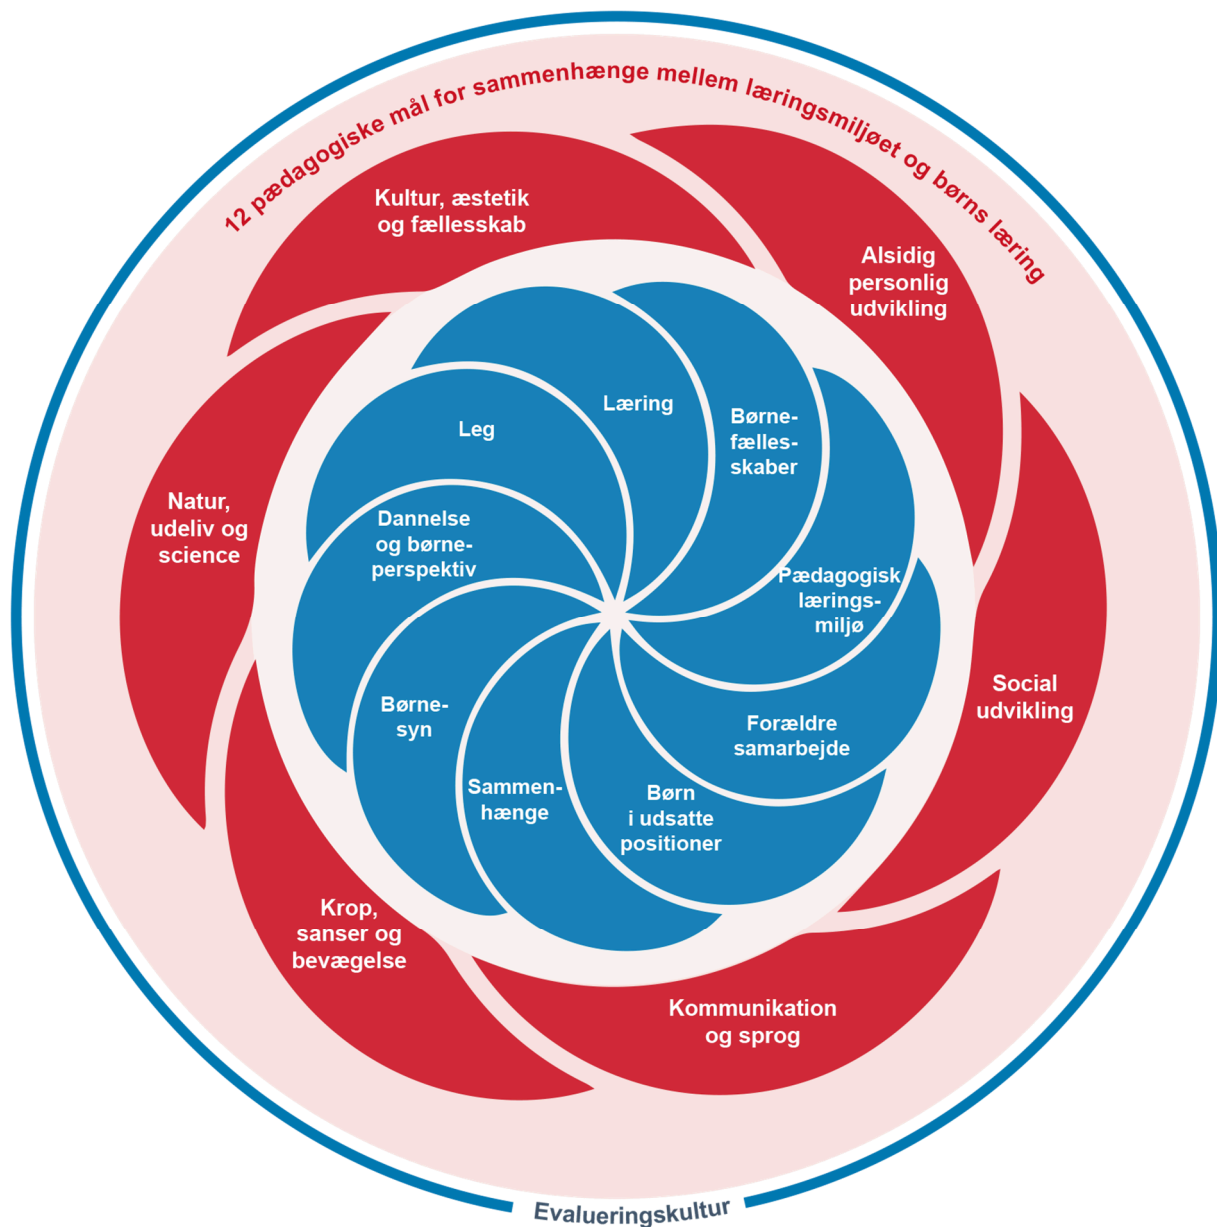 12 pædagogiske mål for sammenhænge mellem læringsmiljøet og børns læring
Kultur, æstetik
og fællesskab
Alsidig
personlig
udvikling
Social
udvikling
Kommunikation
og sprog
Krop,
sanser og
bevægelse
Natur,
udeliv og
science
Læring
Børne-
fælles-
skaber
Pædagogisk
lærings-
miljø
Forældre
samarbejde
Børn
i udsatte
positioner
Sammen-
hænge
Børne-
syn
Dannelse
og børne-
perspektiv
Leg
Evalueringskultur